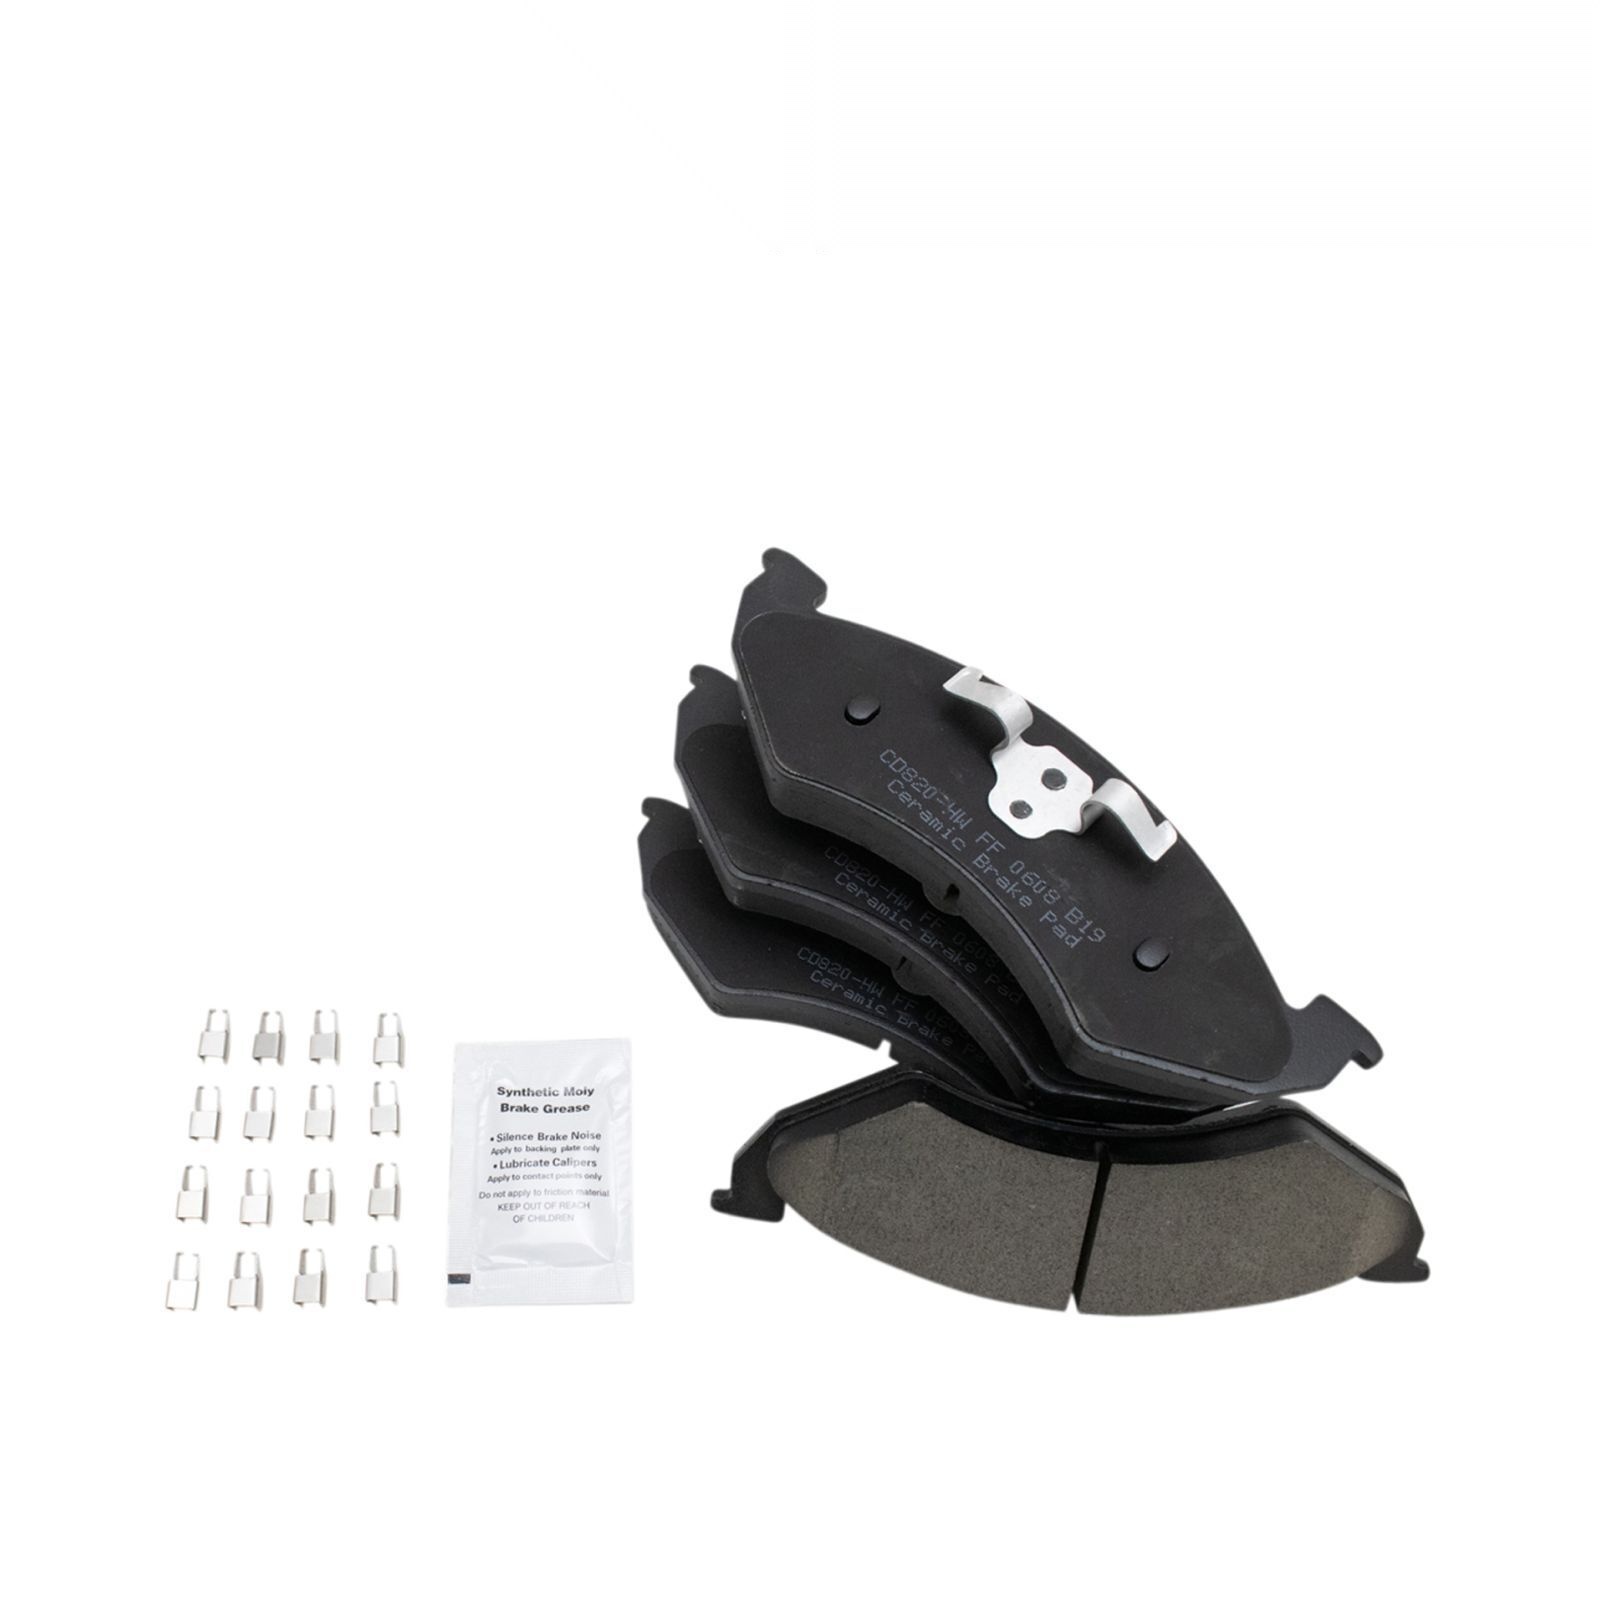 CD820-HW FF 0608 B19
Ceramic Brake Pad
CD820-HW FF 0608
Ceramic Brake Pad
CD820-HW FF 060
Ceramic Brake
Synthetic Moly
Brake Grease
• Silence Brake Noise
Apply to backing plate only
• Lubricate Calipers
Apply to contact points only
Do not apply to friction material
KEEP OUT OF REACH
OF CHILDREN